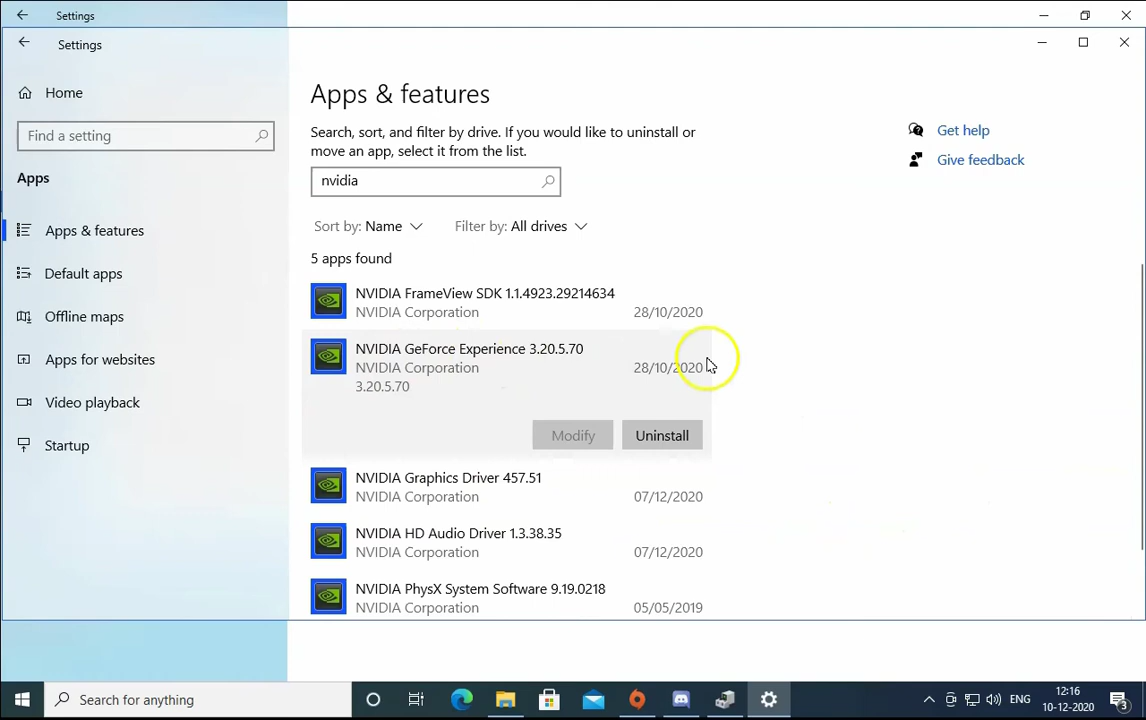 Settings
Settings
Home
Find a setting
Apps
Apps & features
Default apps
Offline maps
Apps for websites
Video playback
Startup
Apps & features
Search, sort, and filter by drive. If you would like to uninstall or
move an app, select it from the list.
nvidia
Sort by: Name
Filter by: All drives
5 apps found
NVIDIA FrameView SDK 1.1.4923.29214634
NVIDIA Corporation
28/10/2020
NVIDIA GeForce Experience 3.20.5.70
NVIDIA Corporation
28/10/2020
3.20.5.70
Modify
Uninstall
NVIDIA Graphics Driver 457.51
NVIDIA Corporation
07/12/2020
NVIDIA HD Audio Driver 1.3.38.35
NVIDIA Corporation
07/12/2020
NVIDIA PhysX System Software 9.19.0218
NVIDIA Corporation
05/05/2019
Get help
Give feedback
Search for anything
ENG
12:16
10-12-2020
3